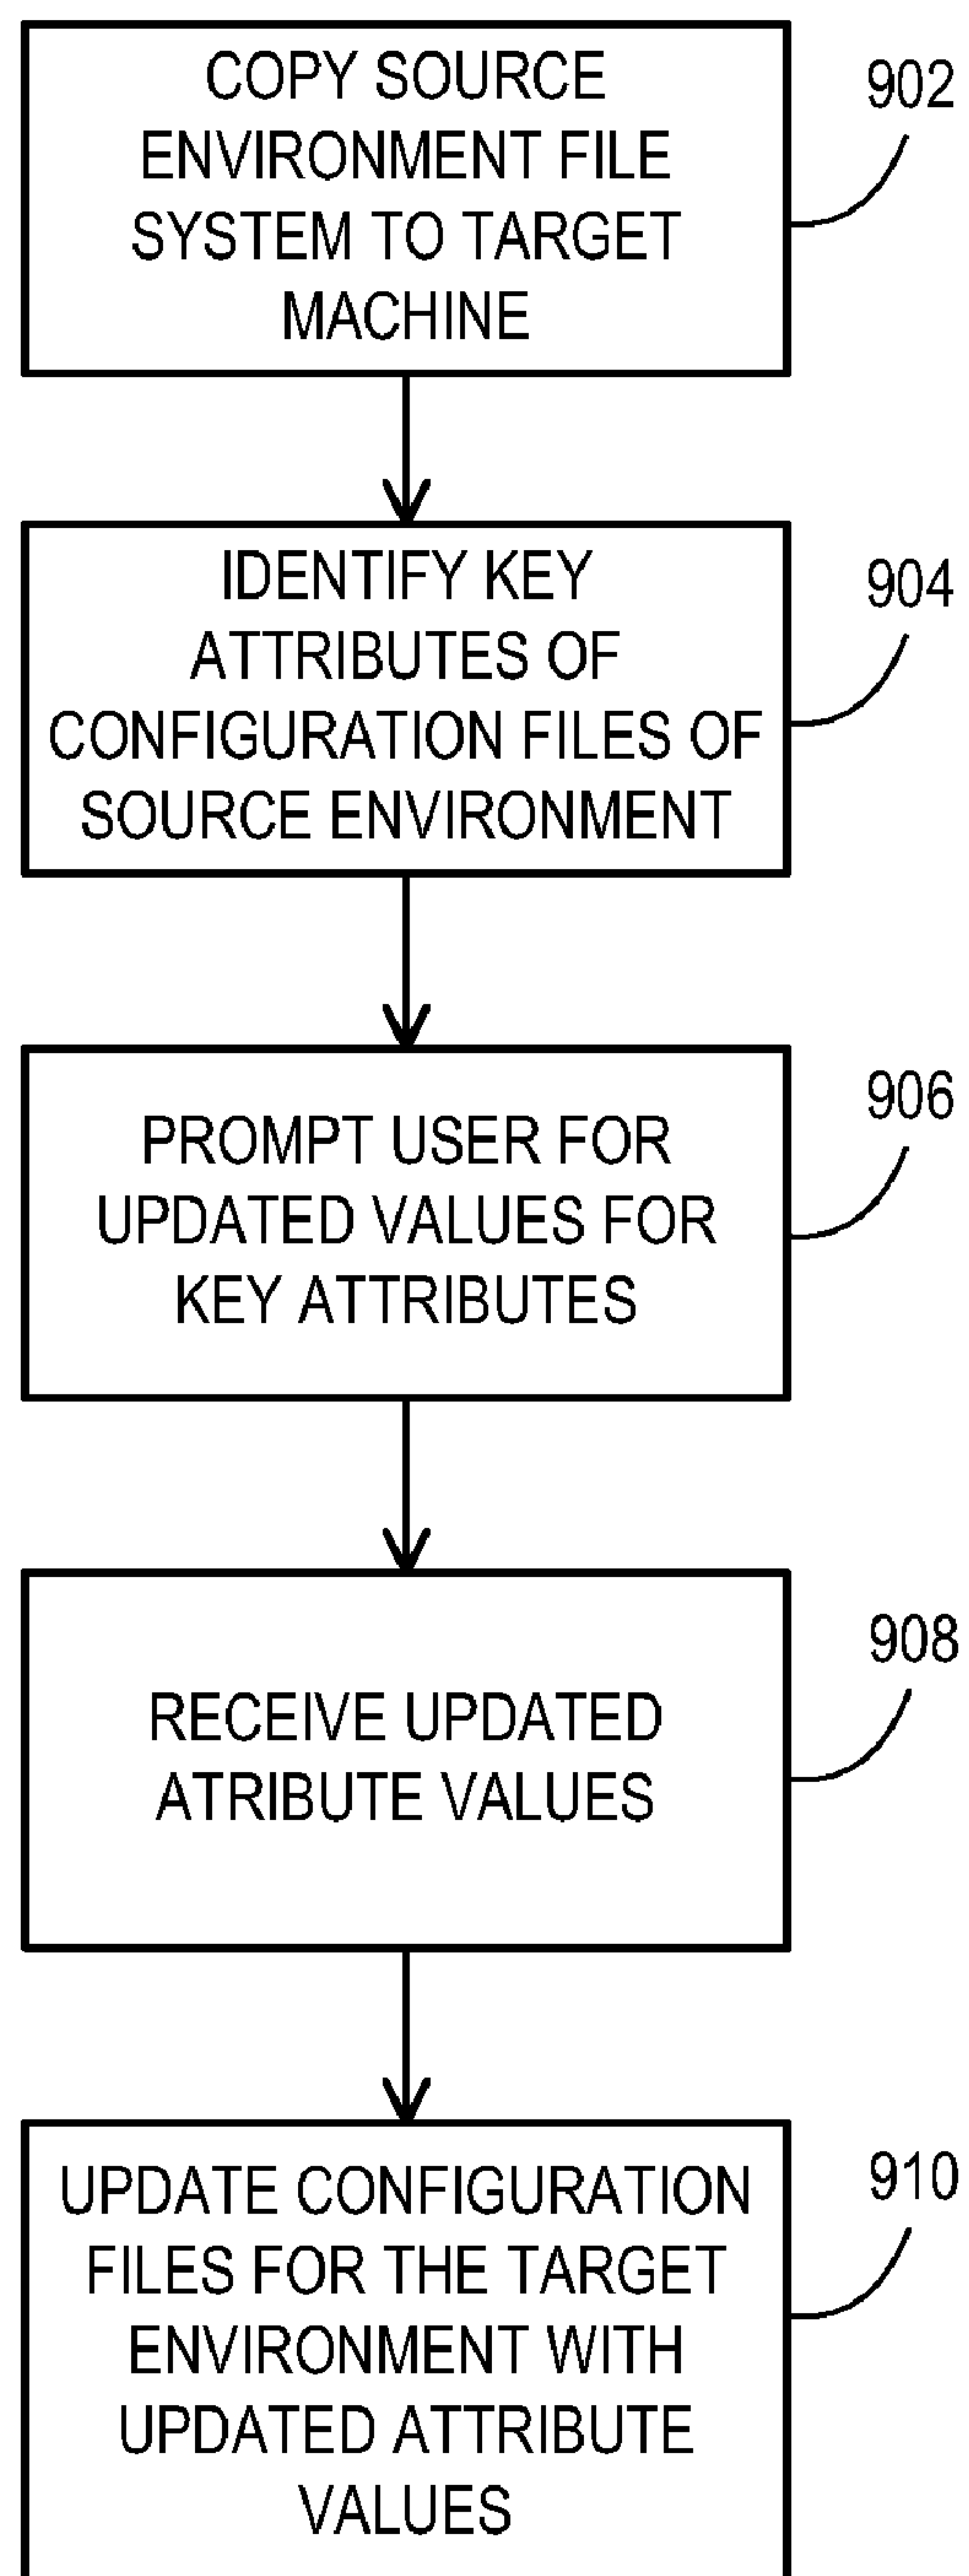 COPY SOURCE
ENVIRONMENT FILE
SYSTEM TO TARGET
MACHINE
902
IDENTIFY KEY
ATTRIBUTES OF
CONFIGURATION FILES OF
SOURCE ENVIRONMENT
904
PROMPT USER FOR
UPDATED VALUES FOR
KEY ATTRIBUTES
906
RECEIVE UPDATED
ATRIBUTE VALUES
908
UPDATE CONFIGURATION
FILES FOR THE TARGET
ENVIRONMENT WITH
UPDATED ATTRIBUTE
VALUES
910